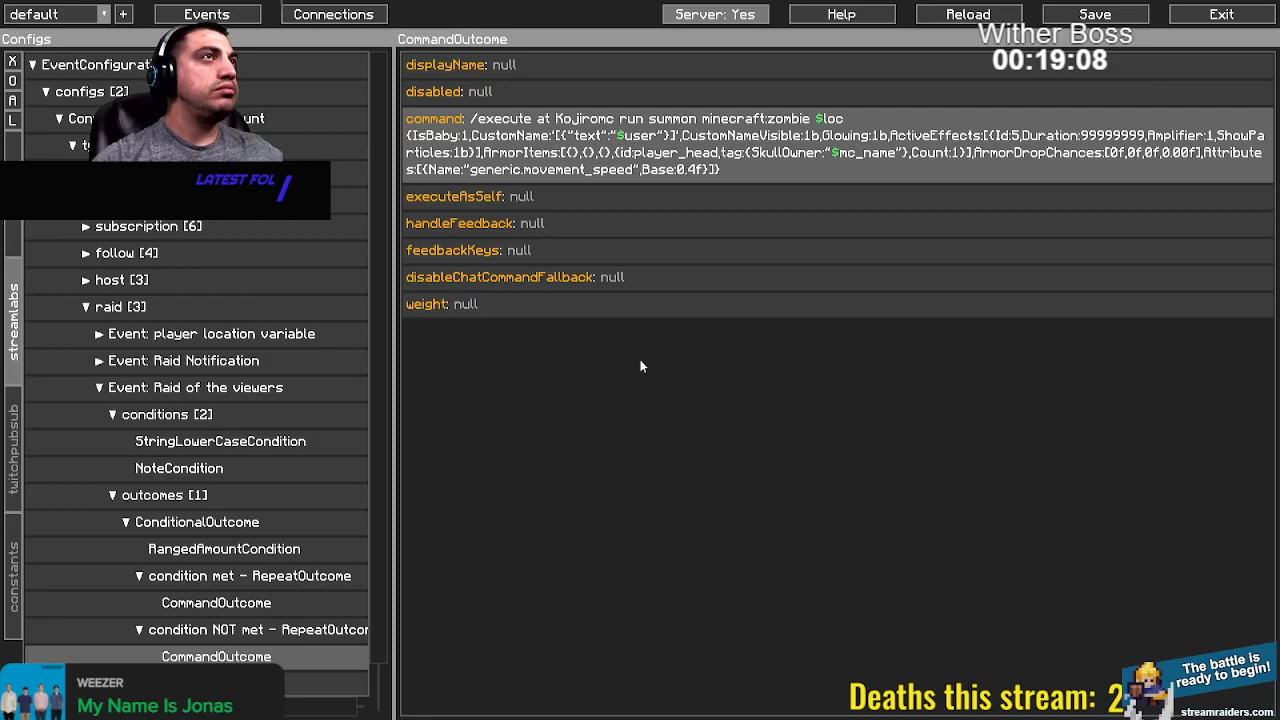 default
+
Events
Connections
Server: Yes
Help
Reload
Save
Exit
Configs
CommandOutcome
Wither Boss
00:19:08
X
O
A
L
EventConfigura
configs [2]
displayName: null
disabled: null
command: /execute at Kojiromc run summon minecraft:zombie $loc
{IsBaby:1,CustomName:'[{"text":"$user"}]',CustomNameVisible:1b,Glowing:1b,ActiveEffects:[{Id:5,Duration:99999999,Amplifier:1,ShowPa
rticles:1b}],ArmorItems:[{},{},{},{id:player_head,tag:{SkullOwner:"$mc_name"},Count:1}],ArmorDropChances:[0f,0f,0f,0.00f],Attribute
s:[{Name:"generic.movement_speed",Base:0.4f}]}
executeAsSelf: null
handleFeedback: null
feedbackKeys: null
disableChatCommandFallback: null
weight: null
LATEST FOL
subscription [6]
follow [4]
host [3]
raid [3]
Event: player location variable
Event: Raid Notification
Event: Raid of the viewers
conditions [2]
StringLowerCaseCondition
NoteCondition
outcomes [1]
ConditionalOutcome
RangedAmountCondition
condition met - RepeatOutcome
CommandOutcome
condition NOT met - RepeatOutcor
CommandOutcome
streamlabs
twitchpubsub
constants
WEEZER
My Name Is Jonas
Deaths this stream: 2
The battle is
ready to begin!
streamraiders.com